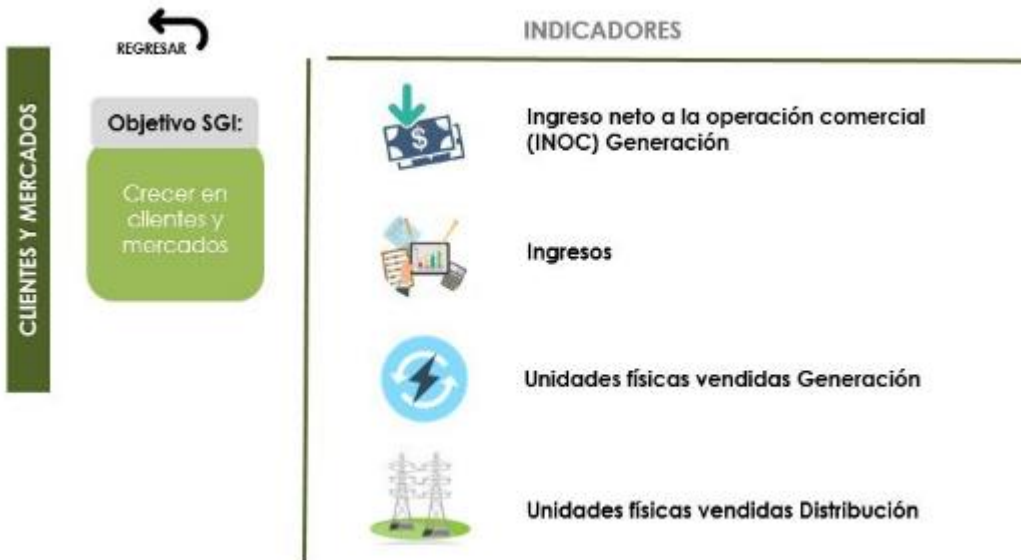 REGRESAR
INDICADORES
CLIENTES Y MERCADOS
Objetivo SGI:
Crecer en
clientes y
mercados
$
Ingreso neto a la operación comercial
(INOC) Generación
Ingresos
Unidades físicas vendidas Generación
Unidades físicas vendidas Distribución